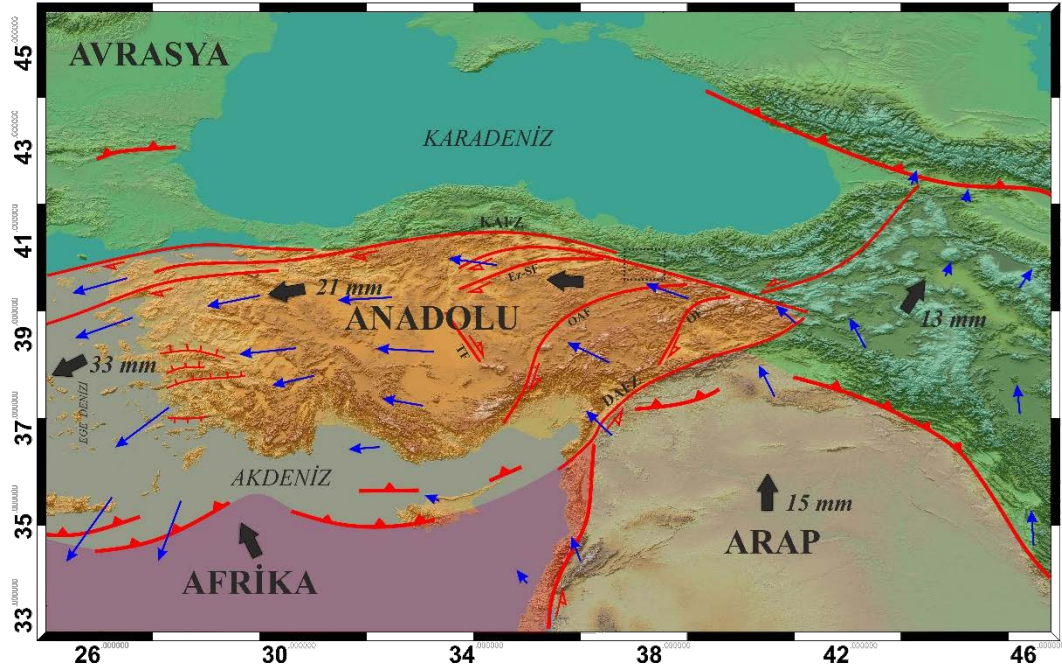 AVRASYA
KARADENİZ
KAFZ
Ez-SF
21 mm
ANADOLU
OAF
OF
TF
13 mm
33 mm
EGE DENİZİ
DAFZ
AKDENİZ
15 mm
ARAP
AFRİKA
45
43
41
39
37
35
33
26
30
34
38
42
46